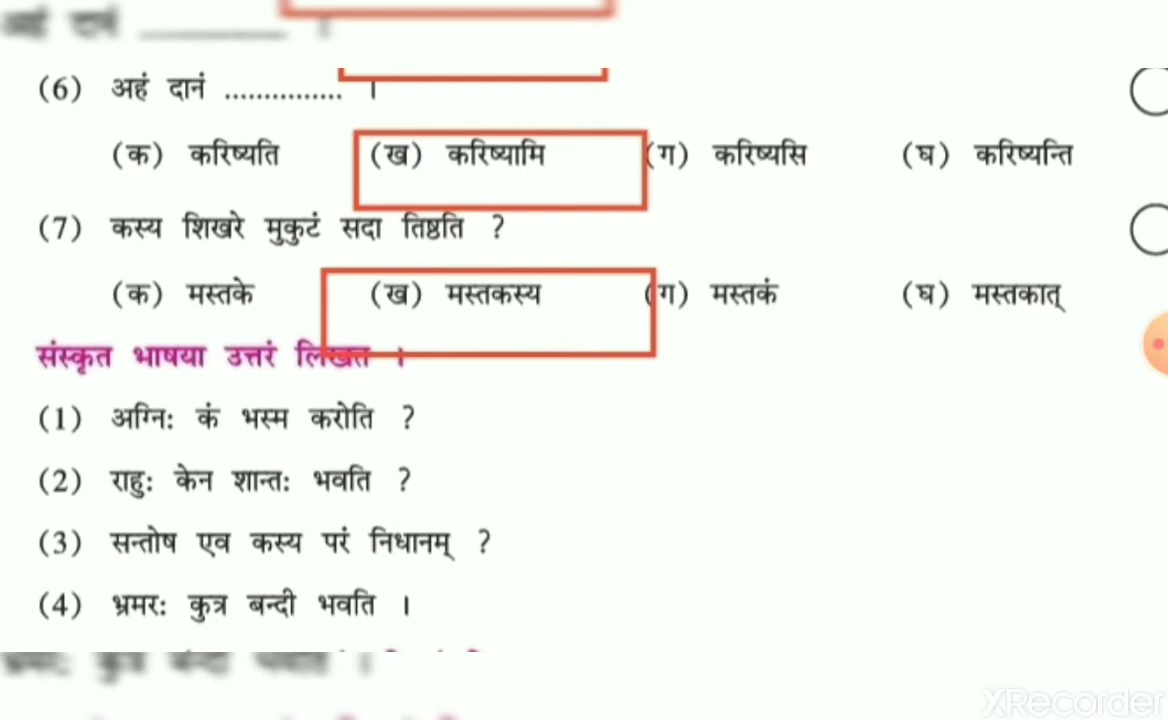 (6) अहं दानं ............... ।
(क) करिष्यति (ख) करिष्यामि (ग) करिष्यसि (घ) करिष्यन्ति
(7) कस्य शिखरे मुकुटं सदा तिष्ठति ?
(क) मस्तके (ख) मस्तकस्य (ग) मस्तकं (घ) मस्तकात्
संस्कृत भाषया उत्तरं लिखत ।
(1) अग्निः कं भस्म करोति ?
(2) राहुः केन शान्तः भवति ?
(3) सन्तोष एव कस्य परं निधानम् ?
(4) भ्रमरः कुत्र बन्दी भवति ।
XRecorder